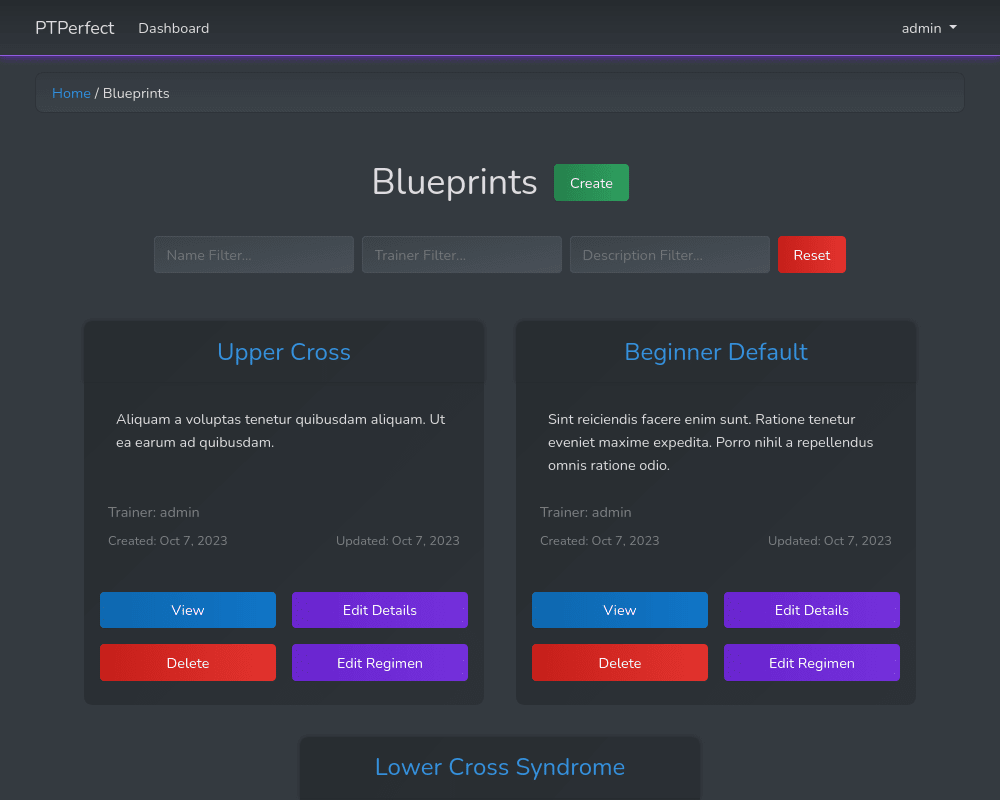 PTPerfect Dashboard admin
Home / Blueprints
Blueprints Create
Name Filter... Trainer Filter... Description Filter... Reset
Upper Cross
Aliquam a voluptas tenetur quibusdam aliquam. Ut
ea earum ad quibusdam.
Trainer: admin
Created: Oct 7, 2023 Updated: Oct 7, 2023
View Edit Details
Delete Edit Regimen
Beginner Default
Sint reiciendis facere enim sunt. Ratione tenetur
eveniet maxime expedita. Porro nihil a repellendus
omnis ratione odio.
Trainer: admin
Created: Oct 7, 2023 Updated: Oct 7, 2023
View Edit Details
Delete Edit Regimen
Lower Cross Syndrome